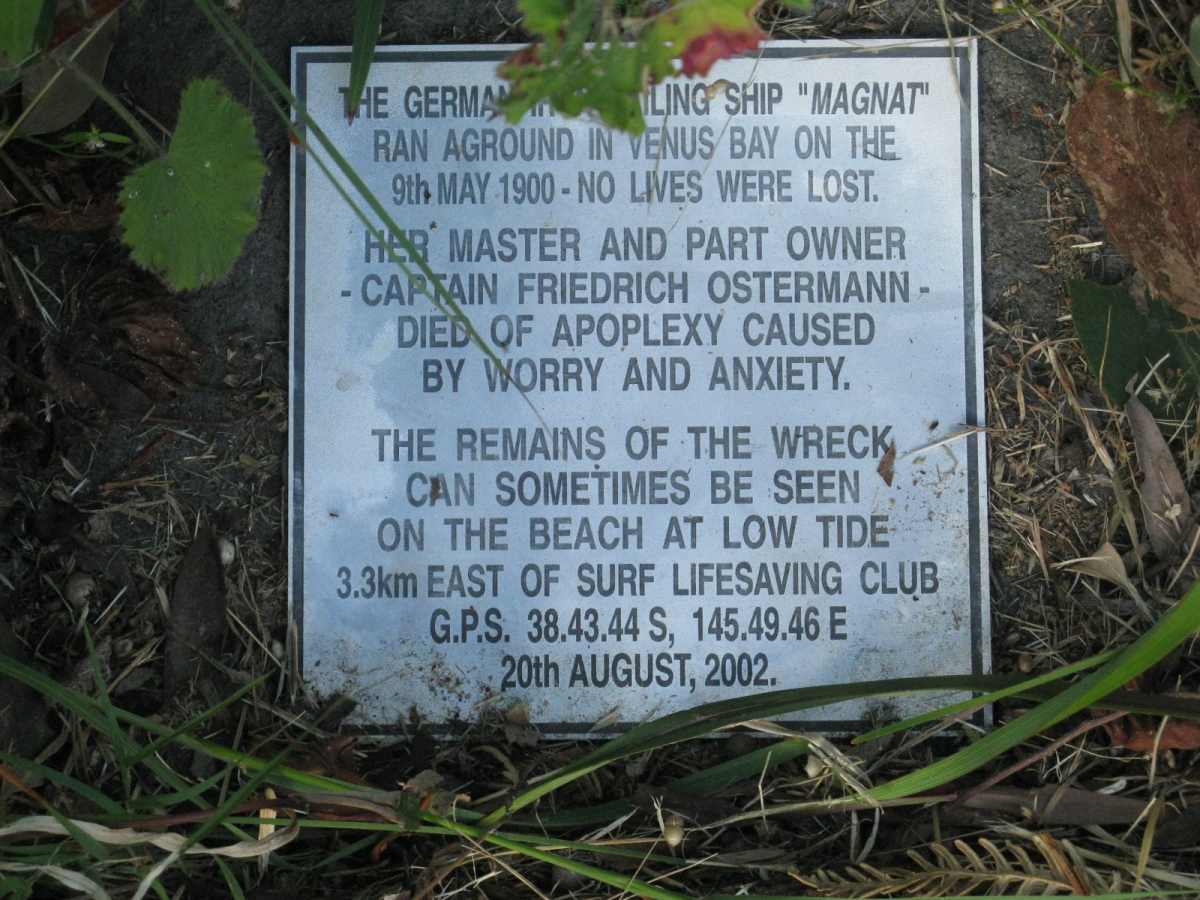 THE GERMAN SAILING SHIP "MAGNAT"
RAN AGROUND IN VENUS BAY ON THE
9th MAY 1900 - NO LIVES WERE LOST.
HER MASTER AND PART OWNER
- CAPTAIN FRIEDRICH OSTERMANN -
DIED OF APOPLEXY CAUSED
BY WORRY AND ANXIETY.
THE REMAINS OF THE WRECK
CAN SOMETIMES BE SEEN
ON THE BEACH AT LOW TIDE
3.3km EAST OF SURF LIFESAVING CLUB
G.P.S. 38.43.44 S, 145.49.46 E
20th AUGUST, 2002.